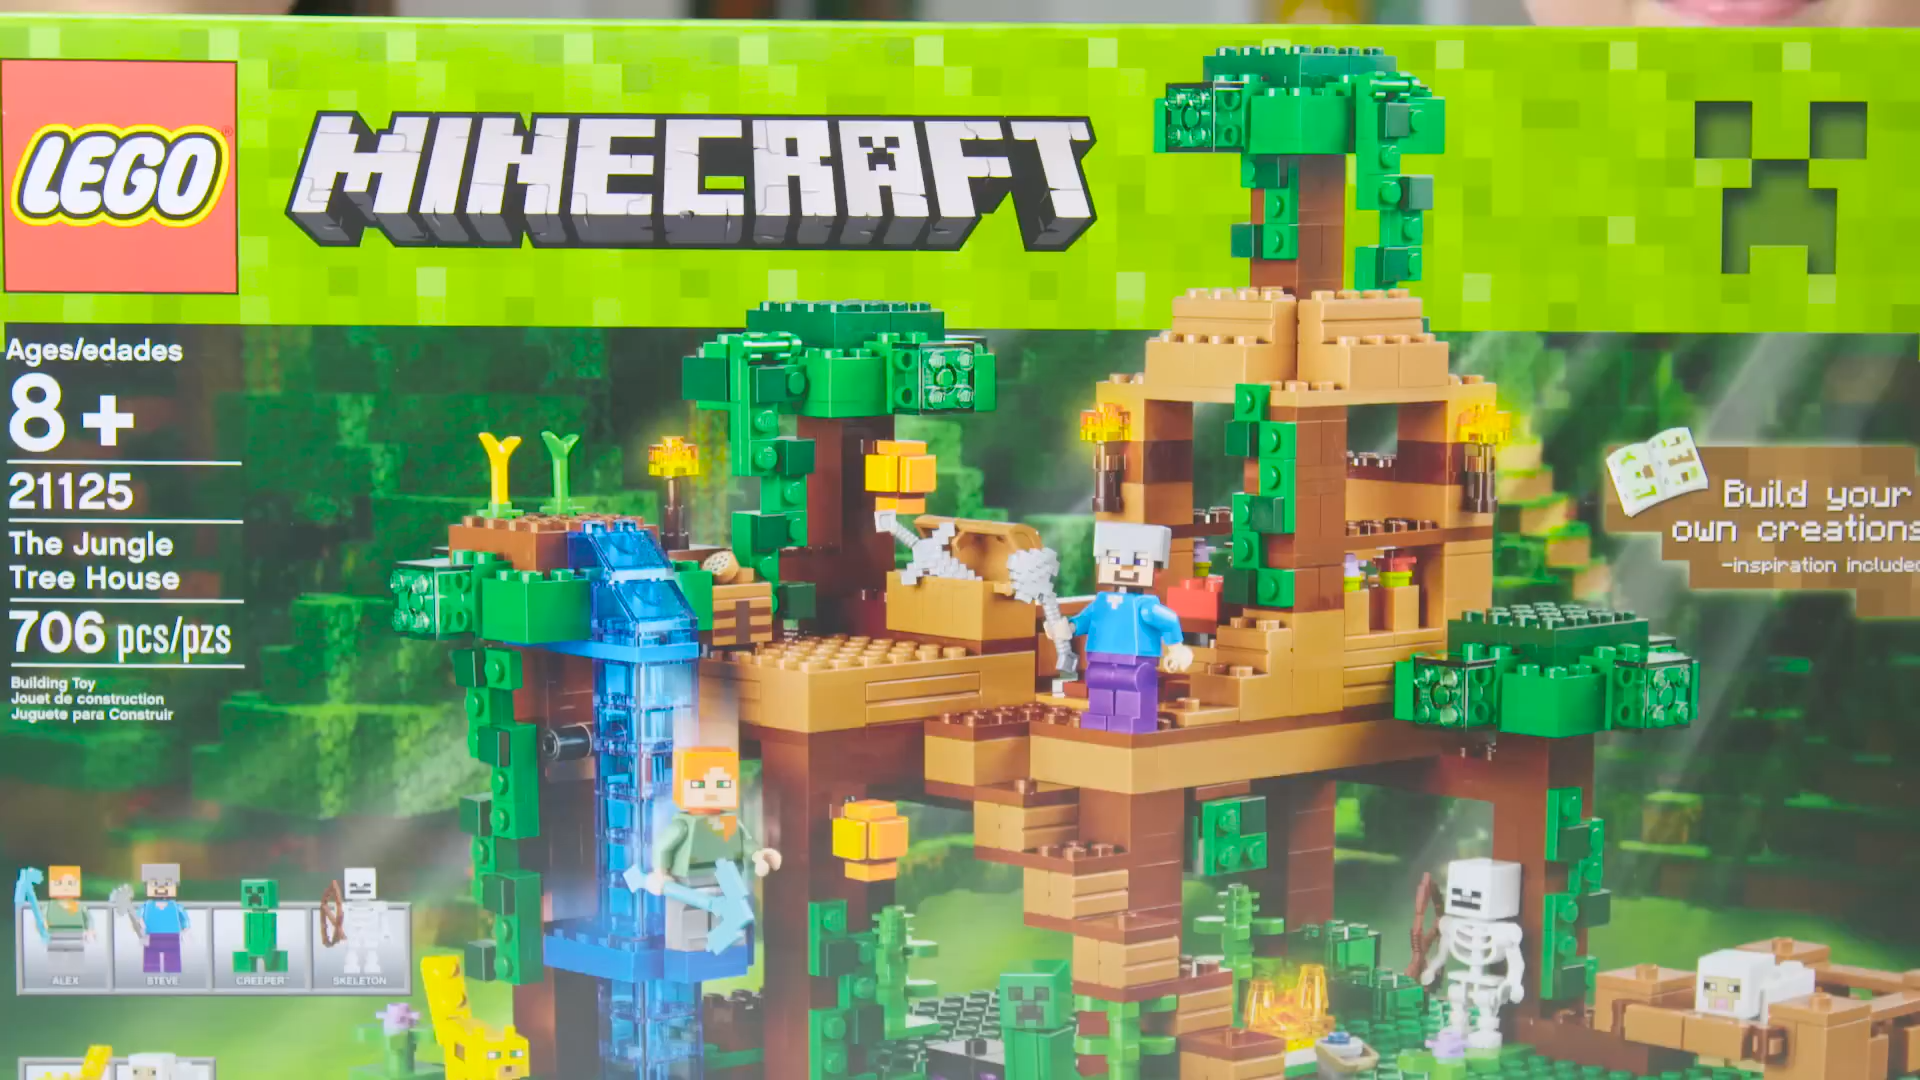 LEGO®
MINECRAFT
Ages/edades
8+
21125
The Jungle
Tree House
706 pcs/pzs
Building Toy
Jouet de construction
Juguete para Construir
Build your
own creations
-inspiration included
ALEX
STEVE
CREEPER™
SKELETON